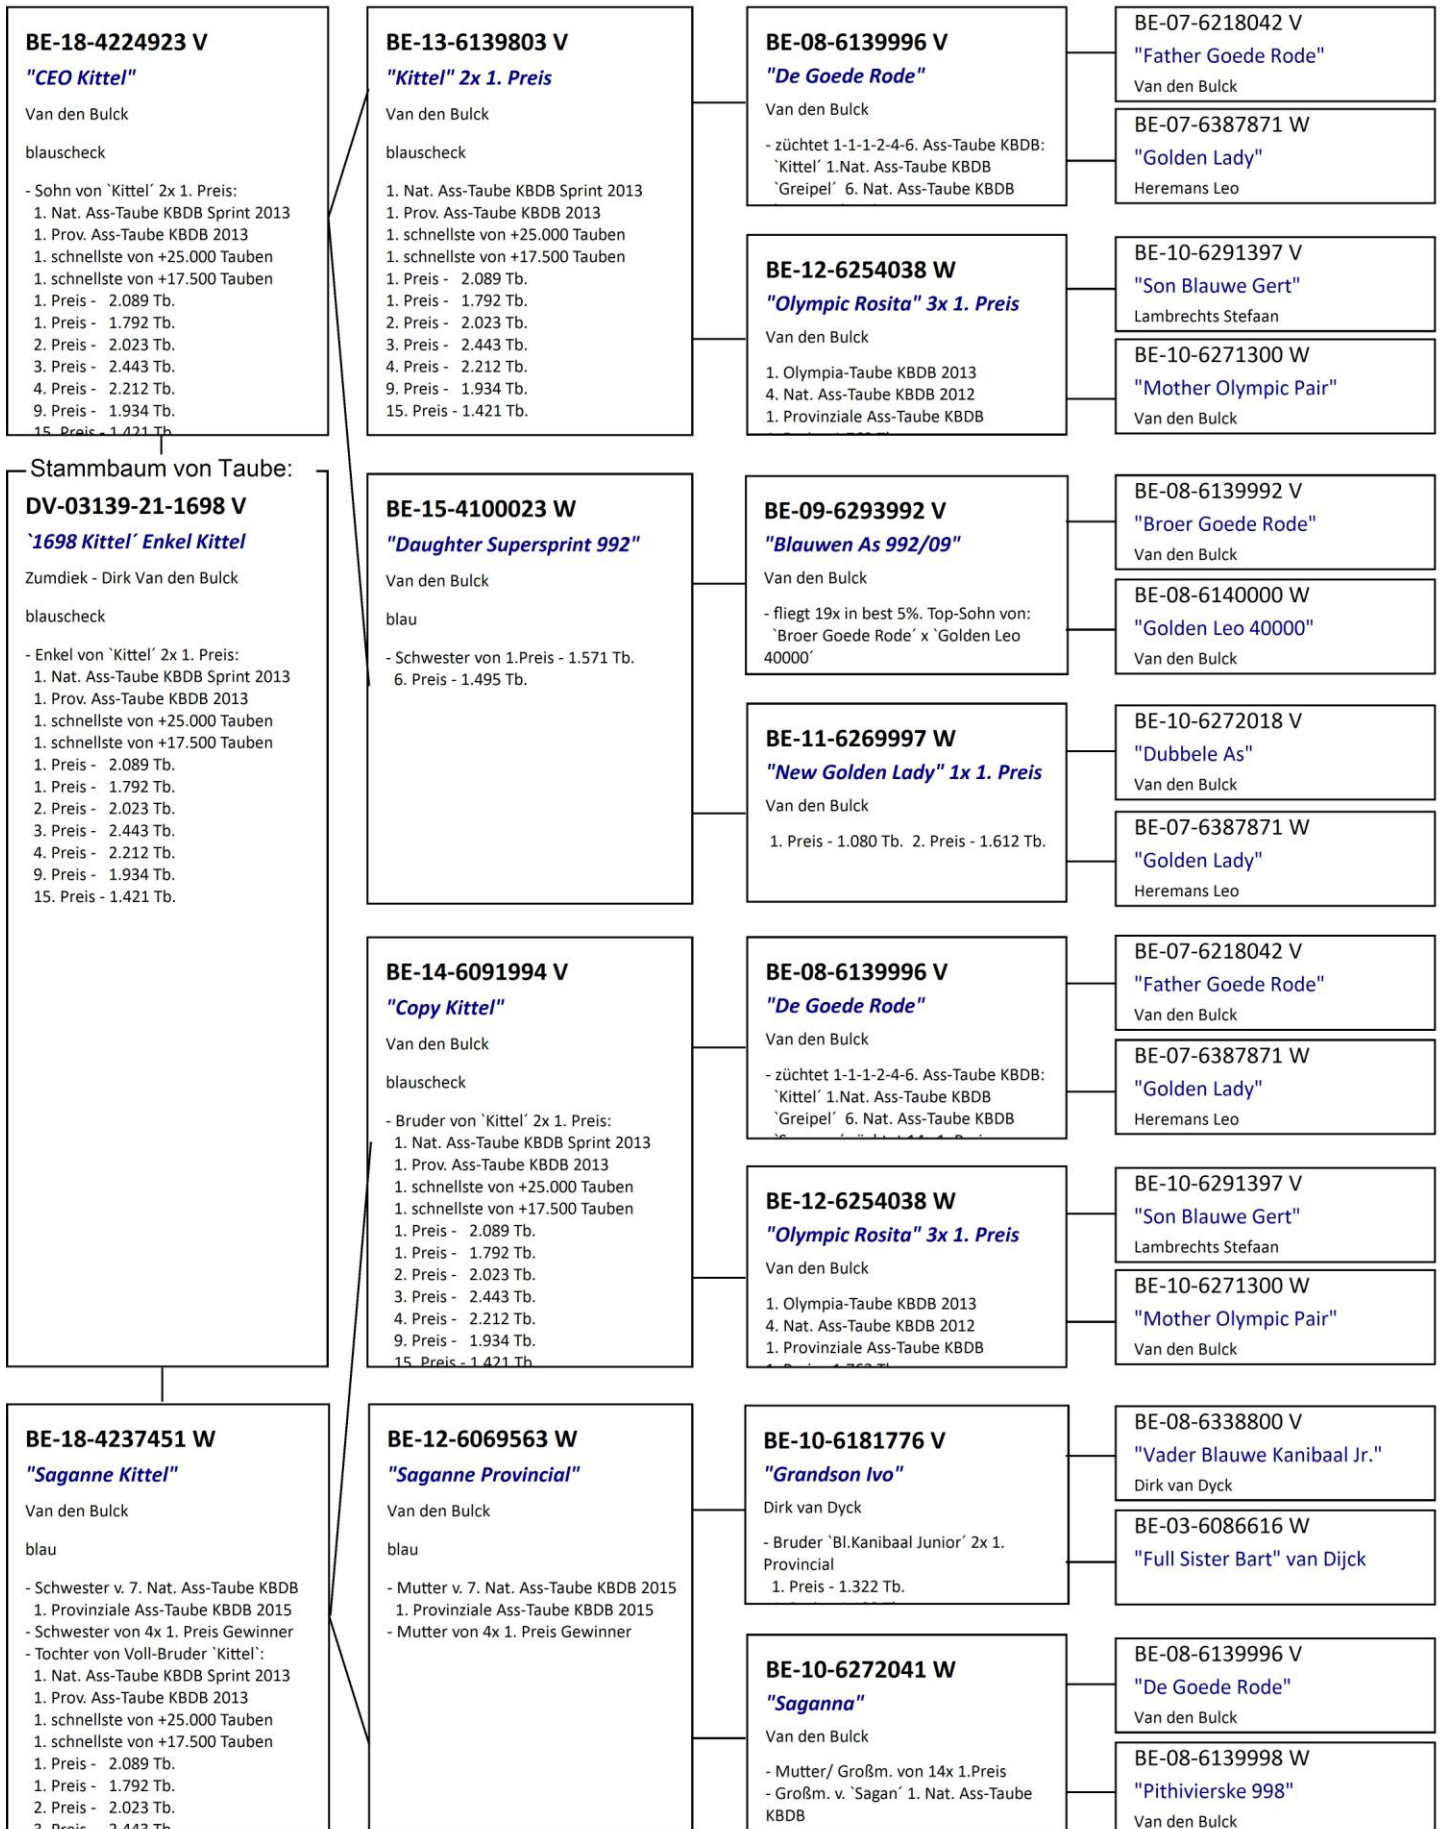 BE-18-4224923 V
"CEO Kittel"
Van den Bulck
blauscheck
- Sohn von `Kittel´ 2x 1. Preis:
1. Nat. Ass-Taube KBDB Sprint 2013
1. Prov. Ass-Taube KBDB 2013
1. schnellste von +25.000 Tauben
1. schnellste von +17.500 Tauben
1. Preis - 2.089 Tb.
1. Preis - 1.792 Tb.
2. Preis - 2.023 Tb.
3. Preis - 2.443 Tb.
4. Preis - 2.212 Tb.
9. Preis - 1.934 Tb.
15. Preis - 1.421 Tb.
Stammbaum von Taube:
DV-03139-21-1698 V
`1698 Kittel´ Enkel Kittel
Zumdiek - Dirk Van den Bulck
blauscheck
- Enkel von `Kittel´ 2x 1. Preis:
1. Nat. Ass-Taube KBDB Sprint 2013
1. Prov. Ass-Taube KBDB 2013
1. schnellste von +25.000 Tauben
1. schnellste von +17.500 Tauben
1. Preis - 2.089 Tb.
1. Preis - 1.792 Tb.
2. Preis - 2.023 Tb.
3. Preis - 2.443 Tb.
4. Preis - 2.212 Tb.
9. Preis - 1.934 Tb.
15. Preis - 1.421 Tb.
BE-18-4237451 W
"Saganne Kittel"
Van den Bulck
blau
- Schwester v. 7. Nat. Ass-Taube KBDB
1. Provinziale Ass-Taube KBDB 2015
- Schwester von 4x 1. Preis Gewinner
- Tochter von Voll-Bruder `Kittel`:
1. Nat. Ass-Taube KBDB Sprint 2013
1. Prov. Ass-Taube KBDB 2013
1. schnellste von +25.000 Tauben
1. schnellste von +17.500 Tauben
1. Preis - 2.089 Tb.
1. Preis - 1.792 Tb.
2. Preis - 2.023 Tb.
3. Preis - 2.443 Tb.
BE-13-6139803 V
"Kittel" 2x 1. Preis
Van den Bulck
blauscheck
1. Nat. Ass-Taube KBDB Sprint 2013
1. Prov. Ass-Taube KBDB 2013
1. schnellste von +25.000 Tauben
1. schnellste von +17.500 Tauben
1. Preis - 2.089 Tb.
1. Preis - 1.792 Tb.
2. Preis - 2.023 Tb.
3. Preis - 2.443 Tb.
4. Preis - 2.212 Tb.
9. Preis - 1.934 Tb.
15. Preis - 1.421 Tb.
BE-15-4100023 W
"Daughter Supersprint 992"
Van den Bulck
blau
- Schwester von 1.Preis - 1.571 Tb.
6. Preis - 1.495 Tb.
BE-14-6091994 V
"Copy Kittel"
Van den Bulck
blauscheck
- Bruder von `Kittel´ 2x 1. Preis:
1. Nat. Ass-Taube KBDB Sprint 2013
1. Prov. Ass-Taube KBDB 2013
1. schnellste von +25.000 Tauben
1. schnellste von +17.500 Tauben
1. Preis - 2.089 Tb.
1. Preis - 1.792 Tb.
2. Preis - 2.023 Tb.
3. Preis - 2.443 Tb.
4. Preis - 2.212 Tb.
9. Preis - 1.934 Tb.
15. Preis - 1.421 Tb.
BE-12-6069563 W
"Saganne Provincial"
Van den Bulck
blau
- Mutter v. 7. Nat. Ass-Taube KBDB 2015
1. Provinziale Ass-Taube KBDB 2015
- Mutter von 4x 1. Preis Gewinner
BE-08-6139996 V
"De Goede Rode"
Van den Bulck
- züchtet 1-1-1-2-4-6. Ass-Taube KBDB:
`Kittel´ 1.Nat. Ass-Taube KBDB
`Greipel´ 6. Nat. Ass-Taube KBDB
BE-12-6254038 W
"Olympic Rosita" 3x 1. Preis
Van den Bulck
1. Olympia-Taube KBDB 2013
4. Nat. Ass-Taube KBDB 2012
1. Provinziale Ass-Taube KBDB
BE-09-6293992 V
"Blauwen As 992/09"
Van den Bulck
- fliegt 19x in best 5%. Top-Sohn von:
`Broer Goede Rode´ x `Golden Leo
40000´
BE-11-6269997 W
"New Golden Lady" 1x 1. Preis
Van den Bulck
1. Preis - 1.080 Tb. 2. Preis - 1.612 Tb.
BE-08-6139996 V
"De Goede Rode"
Van den Bulck
- züchtet 1-1-1-2-4-6. Ass-Taube KBDB:
`Kittel´ 1.Nat. Ass-Taube KBDB
`Greipel´ 6. Nat. Ass-Taube KBDB
BE-12-6254038 W
"Olympic Rosita" 3x 1. Preis
Van den Bulck
1. Olympia-Taube KBDB 2013
4. Nat. Ass-Taube KBDB 2012
1. Provinziale Ass-Taube KBDB
BE-10-6181776 V
"Grandson Ivo"
Dirk van Dyck
- Bruder `Bl.Kanibaal Junior´ 2x 1.
Provincial
1. Preis - 1.322 Tb.
BE-10-6272041 W
"Saganna"
Van den Bulck
- Mutter/ Großm. von 14x 1.Preis
- Großm. v. `Sagan´ 1. Nat. Ass-Taube
KBDB
BE-07-6218042 V
"Father Goede Rode"
Van den Bulck
BE-07-6387871 W
"Golden Lady"
Heremans Leo
BE-10-6291397 V
"Son Blauwe Gert"
Lambrechts Stefaan
BE-10-6271300 W
"Mother Olympic Pair"
Van den Bulck
BE-08-6139992 V
"Broer Goede Rode"
Van den Bulck
BE-08-6140000 W
"Golden Leo 40000"
Van den Bulck
BE-10-6272018 V
"Dubbele As"
Van den Bulck
BE-07-6387871 W
"Golden Lady"
Heremans Leo
BE-07-6218042 V
"Father Goede Rode"
Van den Bulck
BE-07-6387871 W
"Golden Lady"
Heremans Leo
BE-10-6291397 V
"Son Blauwe Gert"
Lambrechts Stefaan
BE-10-6271300 W
"Mother Olympic Pair"
Van den Bulck
BE-08-6338800 V
"Vader Blauwe Kanibaal Jr."
Dirk van Dyck
BE-03-6086616 W
"Full Sister Bart" van Dijck
BE-08-6139996 V
"De Goede Rode"
Van den Bulck
BE-08-6139998 W
"Pithivierske 998"
Van den Bulck